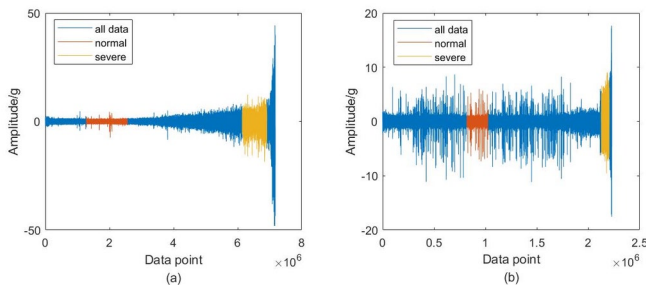 50
all data
normal
severe
Amplitude/g
0
-50
0
2
4
6
8
Data point
×10^6
(a)
20
all data
normal
severe
10
Amplitude/g
0
-10
-20
0
0.5
1
1.5
2
2.5
Data point
×10^6
(b)